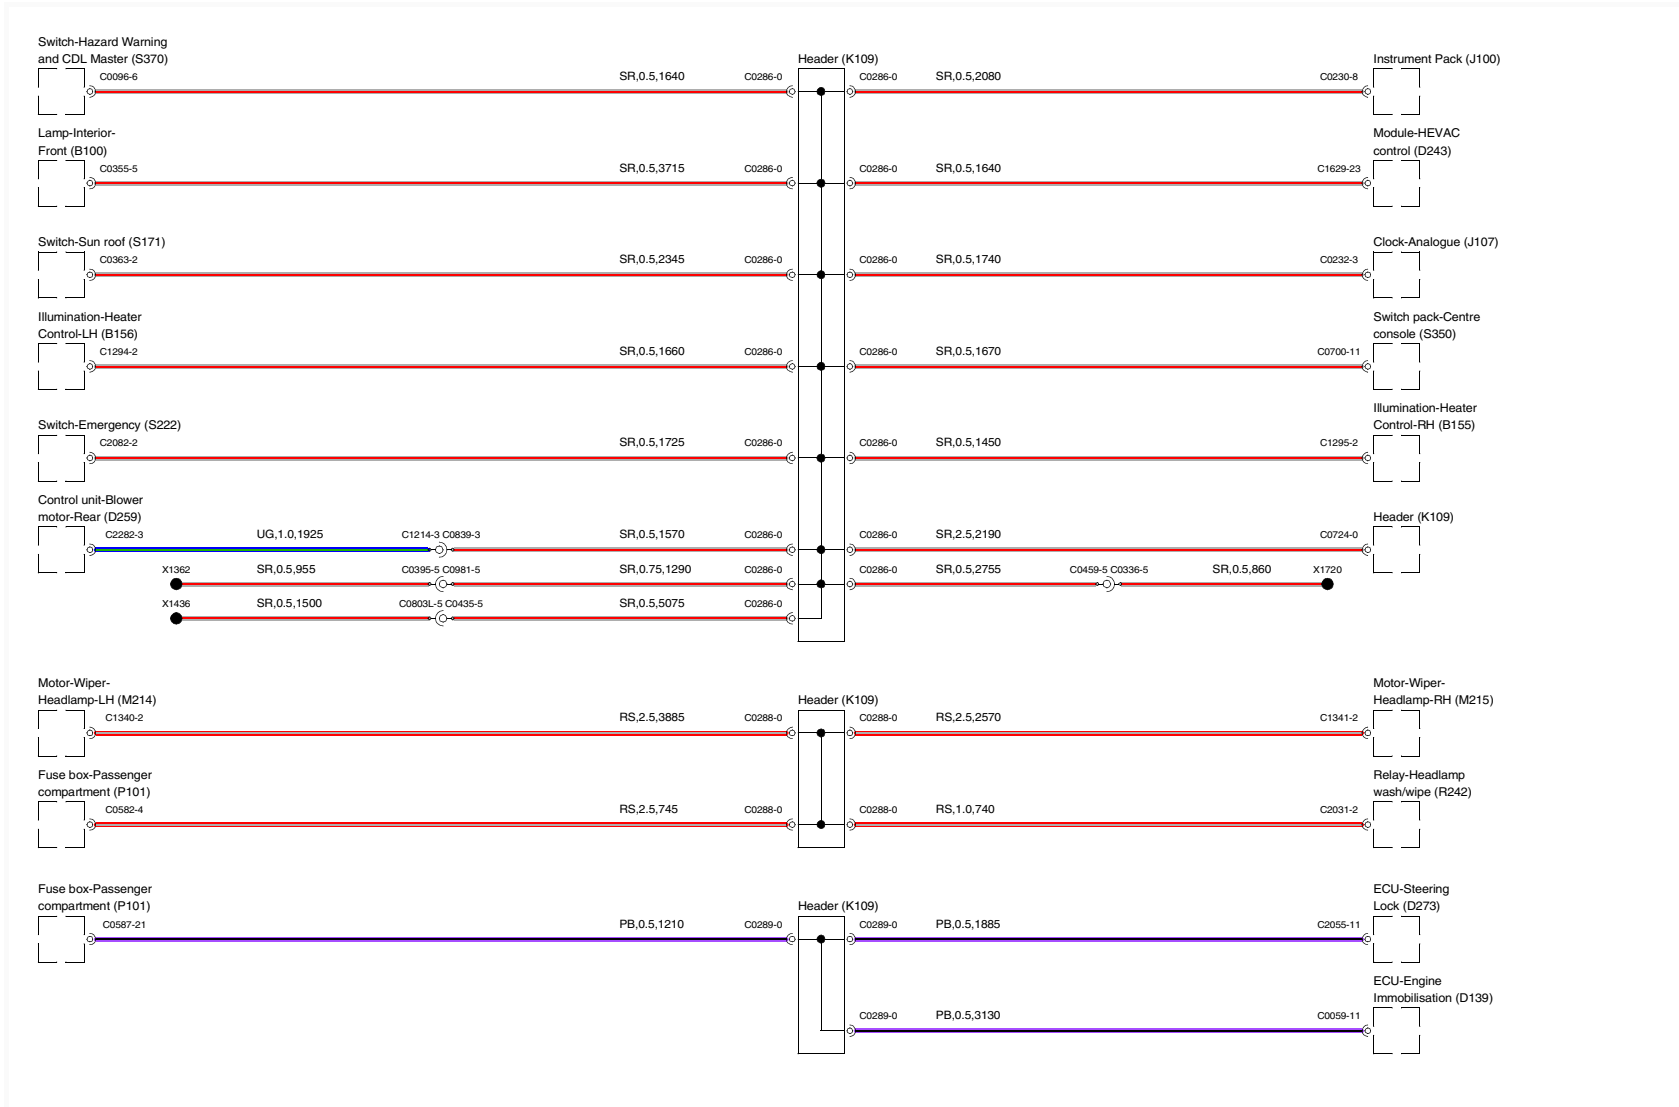 Switch-Hazard Warning
and CDL Master (S370)
C0096-6
SR,0.5,1640
C0286-0
Header (K109)
C0286-0
SR,0.5,2080
C0230-8
Instrument Pack (J100)
Lamp-Interior-
Front (B100)
C0355-5
SR,0.5,3715
C0286-0
C0286-0
SR,0.5,1640
C1629-23
Module-HEVAC
control (D243)
Switch-Sun roof (S171)
C0363-2
SR,0.5,2345
C0286-0
C0286-0
SR,0.5,1740
C0232-3
Clock-Analogue (J107)
Illumination-Heater
Control-LH (B156)
C1294-2
SR,0.5,1660
C0286-0
C0286-0
SR,0.5,1670
C0700-11
Switch pack-Centre
console (S350)
Switch-Emergency (S222)
C2082-2
SR,0.5,1725
C0286-0
C0286-0
SR,0.5,1450
C1295-2
Illumination-Heater
Control-RH (B155)
Control unit-Blower
motor-Rear (D259)
C2282-3
UG,1.0,1925
C1214-3 C0839-3
SR,0.5,1570
C0286-0
C0286-0
SR,2.5,2190
C0724-0
Header (K109)
X1362
SR,0.5,955
C0395-5 C0981-5
SR,0.75,1290
C0286-0
C0286-0
SR,0.5,2755
C0459-5 C0336-5
SR,0.5,860
X1720
X1436
SR,0.5,1500
C0803L-5 C0435-5
SR,0.5,5075
C0286-0
Motor-Wiper-
Headlamp-LH (M214)
C1340-2
RS,2.5,3885
C0288-0
Header (K109)
C0288-0
RS,2.5,2570
C1341-2
Motor-Wiper-
Headlamp-RH (M215)
Fuse box-Passenger
compartment (P101)
C0582-4
RS,2.5,745
C0288-0
C0288-0
RS,1.0,740
C2031-2
Relay-Headlamp
wash/wipe (R242)
Fuse box-Passenger
compartment (P101)
C0587-21
PB,0.5,1210
C0289-0
Header (K109)
C0289-0
PB,0.5,1885
C2055-11
ECU-Steering
Lock (D273)
C0289-0
PB,0.5,3130
C0059-11
ECU-Engine
Immobilisation (D139)